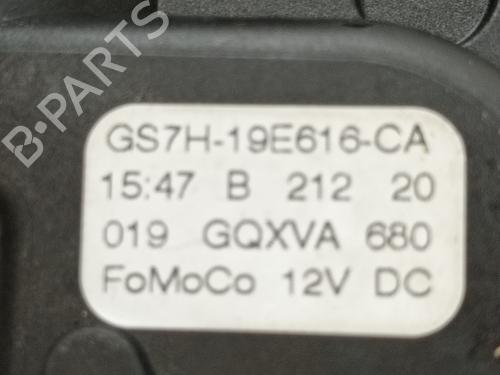 GS7H-19E616-CA
15:47 B 212 20
019 GQXVA 680
FoMoCo 12V DC
B-PARTS